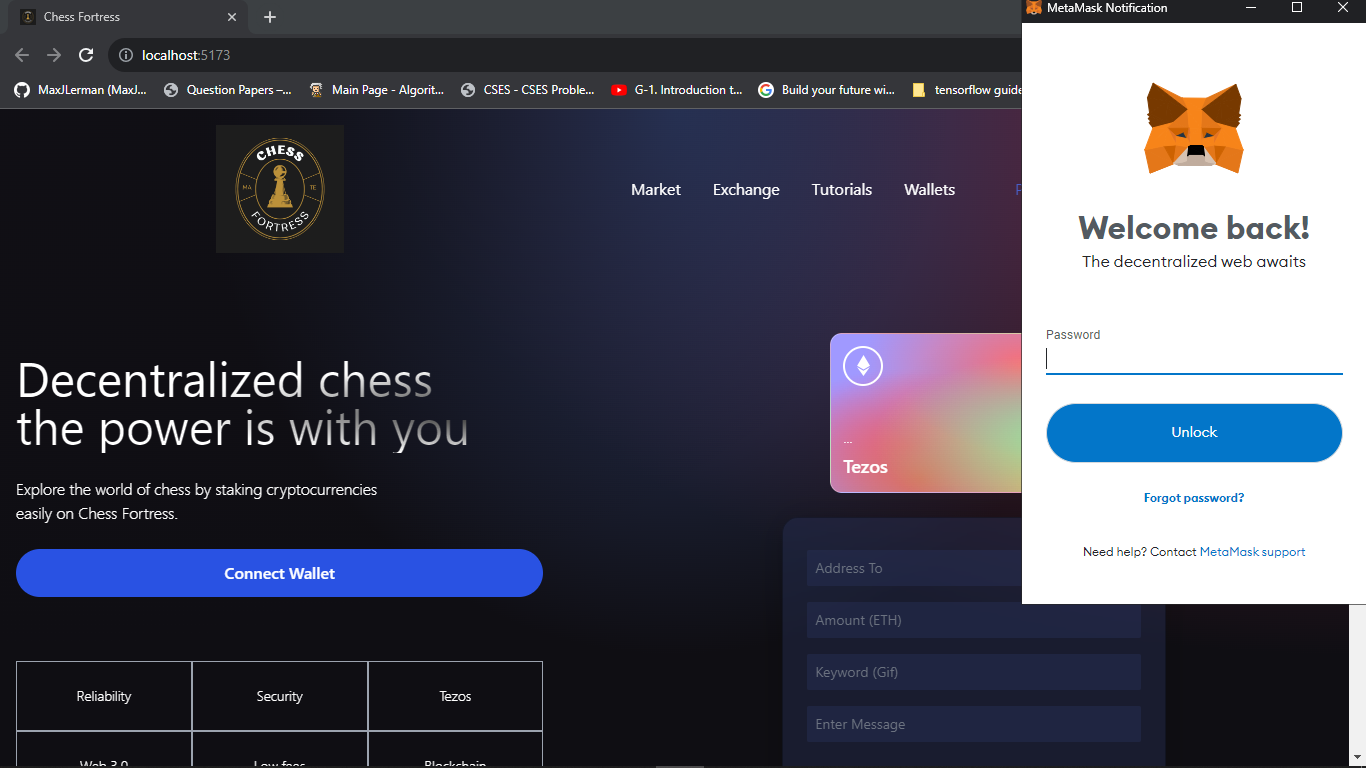 Chess Fortress
MetaMask Notification
localhost:5173
MaxJLerman (MaxJ...
Question Papers –...
Main Page - Algorit...
CSES - CSES Proble...
G-1. Introduction t...
Build your future wi...
tensorflow guide
CHESS
MA TE
FORTRESS
Market
Exchange
Tutorials
Wallets
Decentralized chess
the power is with you
Explore the world of chess by staking cryptocurrencies
easily on Chess Fortress.
Connect Wallet
Reliability
Security
Tezos
Web 3.0
Low fees
Blockchain
...
Tezos
Address To
Amount (ETH)
Keyword (Gif)
Enter Message
Welcome back!
The decentralized web awaits
Password
Unlock
Forgot password?
Need help? Contact MetaMask support